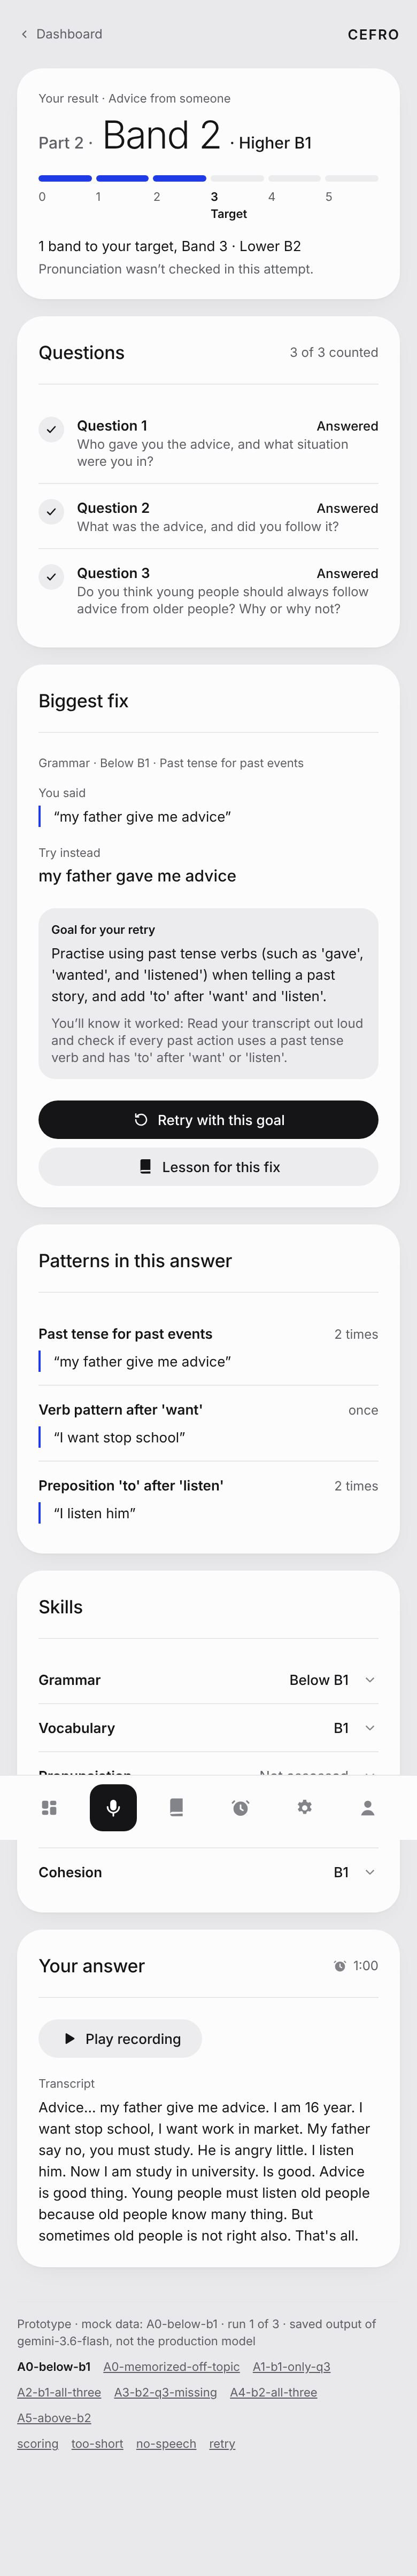 Dashboard
CEFRO
Your result · Advice from someone
Part 2 · Band 2 · Higher B1
0 1 2 3 4 5
Target
1 band to your target, Band 3 · Lower B2
Pronunciation wasn’t checked in this attempt.
Questions 3 of 3 counted
Question 1 Answered
Who gave you the advice, and what situation
were you in?
Question 2 Answered
What was the advice, and did you follow it?
Question 3 Answered
Do you think young people should always follow
advice from older people? Why or why not?
Biggest fix
Grammar · Below B1 · Past tense for past events
You said
“my father give me advice”
Try instead
my father gave me advice
Goal for your retry
Practise using past tense verbs (such as 'gave',
'wanted', and 'listened') when telling a past
story, and add 'to' after 'want' and 'listen'.
You’ll know it worked: Read your transcript out loud
and check if every past action uses a past tense
verb and has 'to' after 'want' or 'listen'.
Retry with this goal
Lesson for this fix
Patterns in this answer
Past tense for past events 2 times
“my father give me advice”
Verb pattern after 'want' once
“I want stop school”
Preposition 'to' after 'listen' 2 times
“I listen him”
Skills
Grammar Below B1
Vocabulary B1
Cohesion B1
Your answer 1:00
Play recording
Transcript
Advice... my father give me advice. I am 16 year. I
want stop school, I want work in market. My father
say no, you must study. He is angry little. I listen
him. Now I am study in university. Is good. Advice
is good thing. Young people must listen old people
because old people know many thing. But
sometimes old people is not right also. That's all.
Prototype · mock data: A0-below-b1 · run 1 of 3 · saved output of
gemini-3.6-flash, not the production model
A0-below-b1 A0-memorized-off-topic A1-b1-only-q3
A2-b1-all-three A3-b2-q3-missing A4-b2-all-three
A5-above-b2
scoring too-short no-speech retry